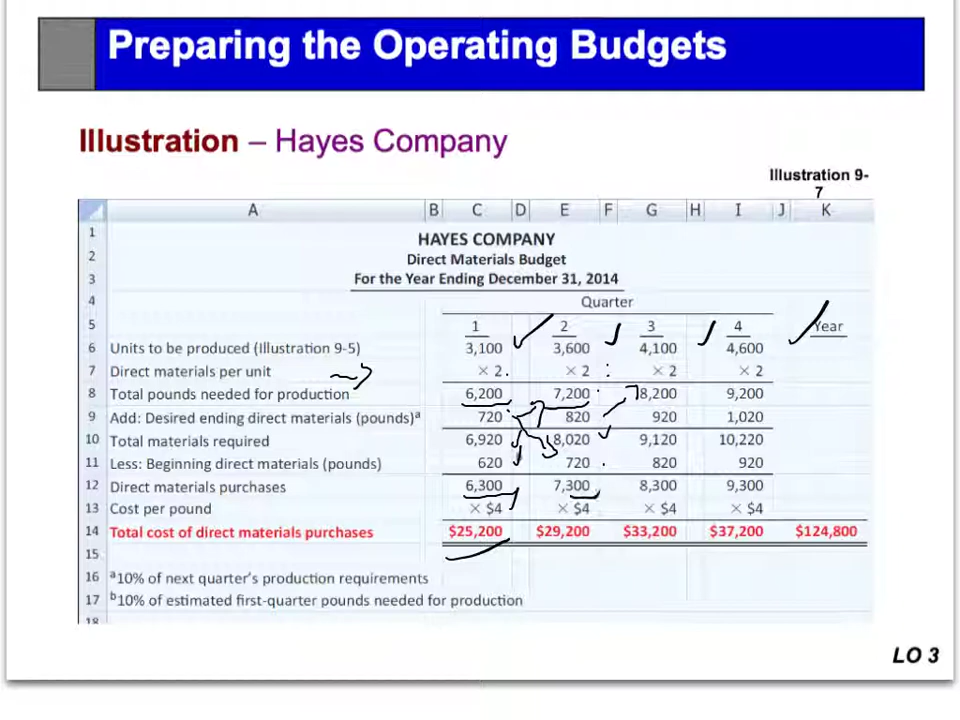 Preparing the Operating Budgets
Illustration – Hayes Company
Illustration 9-
7
A B C D E F G H I J K
1 HAYES COMPANY
2 Direct Materials Budget
3 For the Year Ending December 31, 2014
4 Quarter
5 1 2 3 4 Year
6 Units to be produced (Illustration 9-5) 3,100 3,600 4,100 4,600
7 Direct materials per unit × 2 × 2 × 2 × 2
8 Total pounds needed for production 6,200 7,200 8,200 9,200
9 Add: Desired ending direct materials (pounds)a 720 820 920 1,020
10 Total materials required 6,920 8,020 9,120 10,220
11 Less: Beginning direct materials (pounds) 620 720 820 920
12 Direct materials purchases 6,300 7,300 8,300 9,300
13 Cost per pound × $4 × $4 × $4 × $4
14 Total cost of direct materials purchases $25,200 $29,200 $33,200 $37,200 $124,800
15
16 a10% of next quarter's production requirements
17 b10% of estimated first-quarter pounds needed for production
18
LO 3